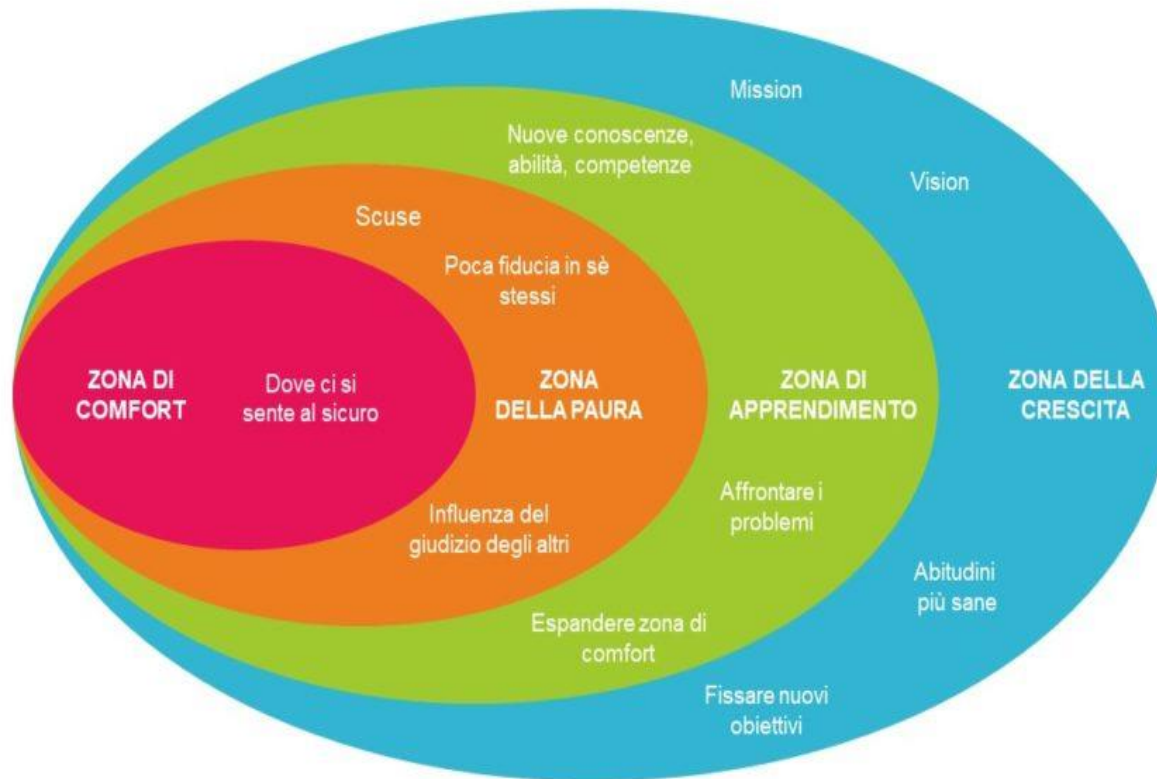 Mission
Nuove conoscenze,
abilità, competenze
Vision
Scuse
Poca fiducia in sè
stessi
ZONA DI
COMFORT
Dove ci si
sente al sicuro
ZONA
DELLA PAURA
ZONA DI
APPRENDIMENTO
ZONA DELLA
CRESCITA
Affrontare i
problemi
Influenza del
giudizio degli altri
Abitudini
più sane
Espandere zona di
comfort
Fissare nuovi
obiettivi